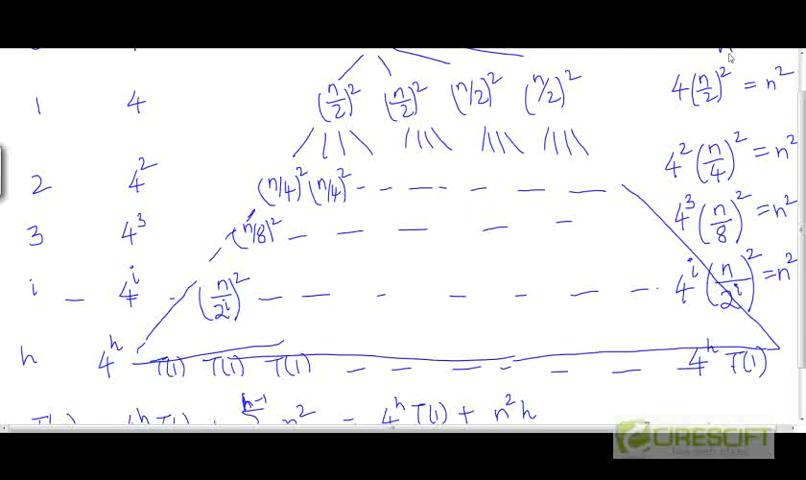 1 4 (n/2)² (n/2)² (n/2)² (n/2)² 4(n/2)² = n²
2 4² (n/4)² (n/4)² - - - - - - 4² (n/4)² = n²
3 4³ (n/8)² - - - - - 4³ (n/8)² = n²
i - 4ⁱ - (n/2ⁱ)² - - - - - - - 4ⁱ (n/2ⁱ)² = n²
h 4ʰ T(1) T(1) T(1) - - - - - - 4ʰ T(1)
n² = 4ʰ T(1) + n² h
CIRESCIFT